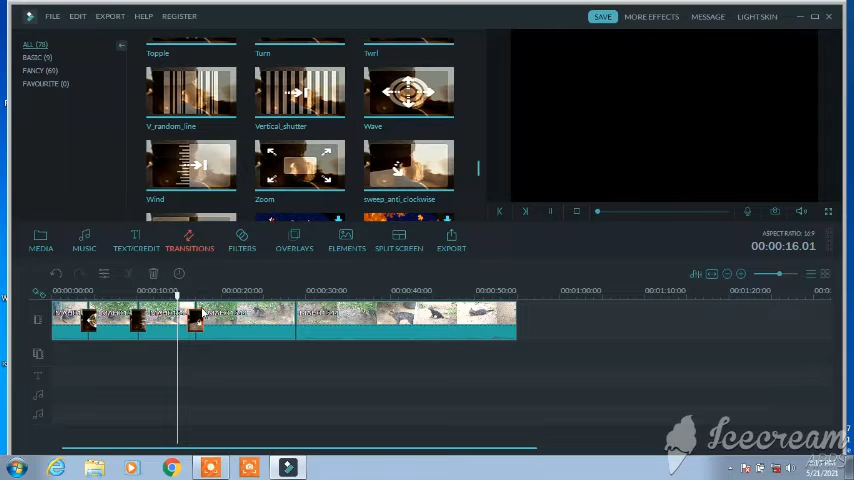 FILE EDIT EXPORT HELP REGISTER SAVE MORE EFFECTS MESSAGE LIGHT SKIN
ALL (78)
BASIC (9)
FANCY (69)
FAVOURITE (0)
Topple Turn Twrl
V_random_line Vertical_shutter Wave
Wind Zoom sweep_anti_clockwise
ASPECT RATIO: 16:9
00:00:16.01
MEDIA MUSIC TEXT/CREDIT TRANSITIONS FILTERS OVERLAYS ELEMENTS SPLIT SCREEN EXPORT
00:00:00:00 00:00:10:00 00:00:20:00 00:00:30:00 00:00:40:00 00:00:50:00 00:01:00:00 00:01:10:00 00:01:20:00
Icecream
APPS
5/21/2021